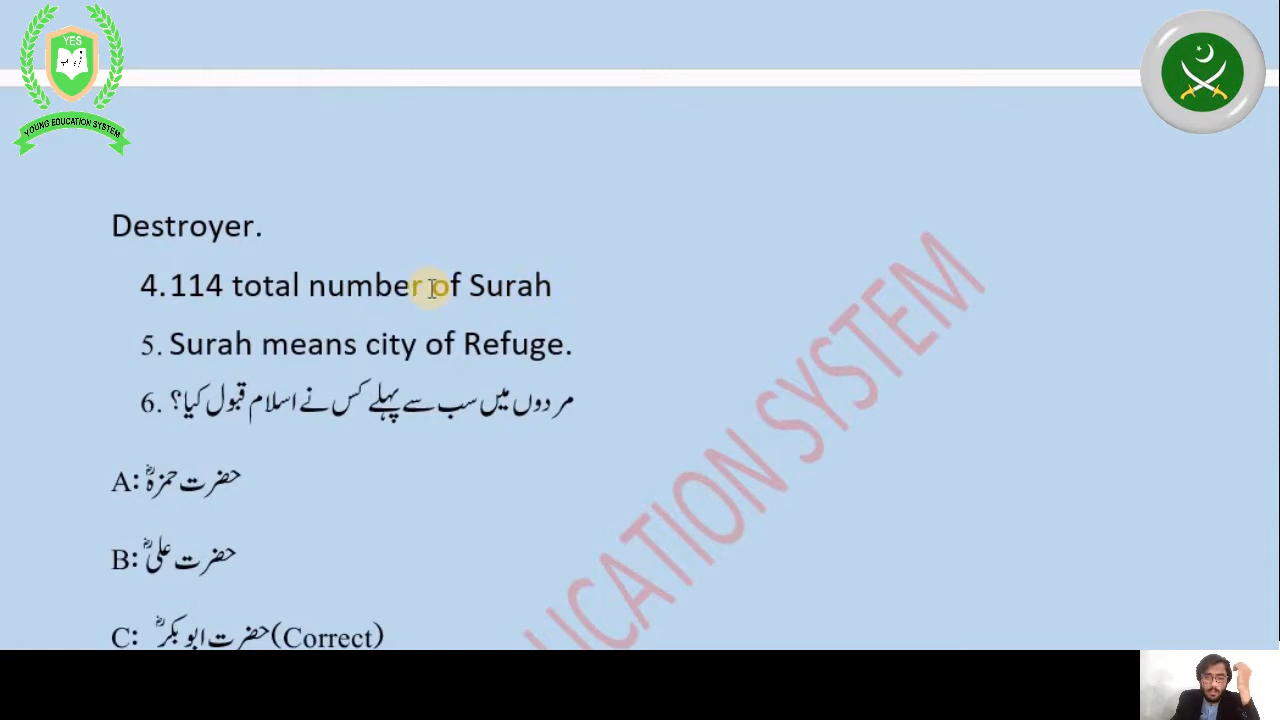 YES
YOUNG EDUCATION SYSTEM
Destroyer.
4. 114 total number of Surah
5. Surah means city of Refuge.
6. مردوں میں سب سے پہلے کس نے اسلام قبول کیا؟
A: حضرت حمزہؓ
B: حضرت علیؓ
C: حضرت ابو بکرؓ (Correct)
UCATION SYSTEM